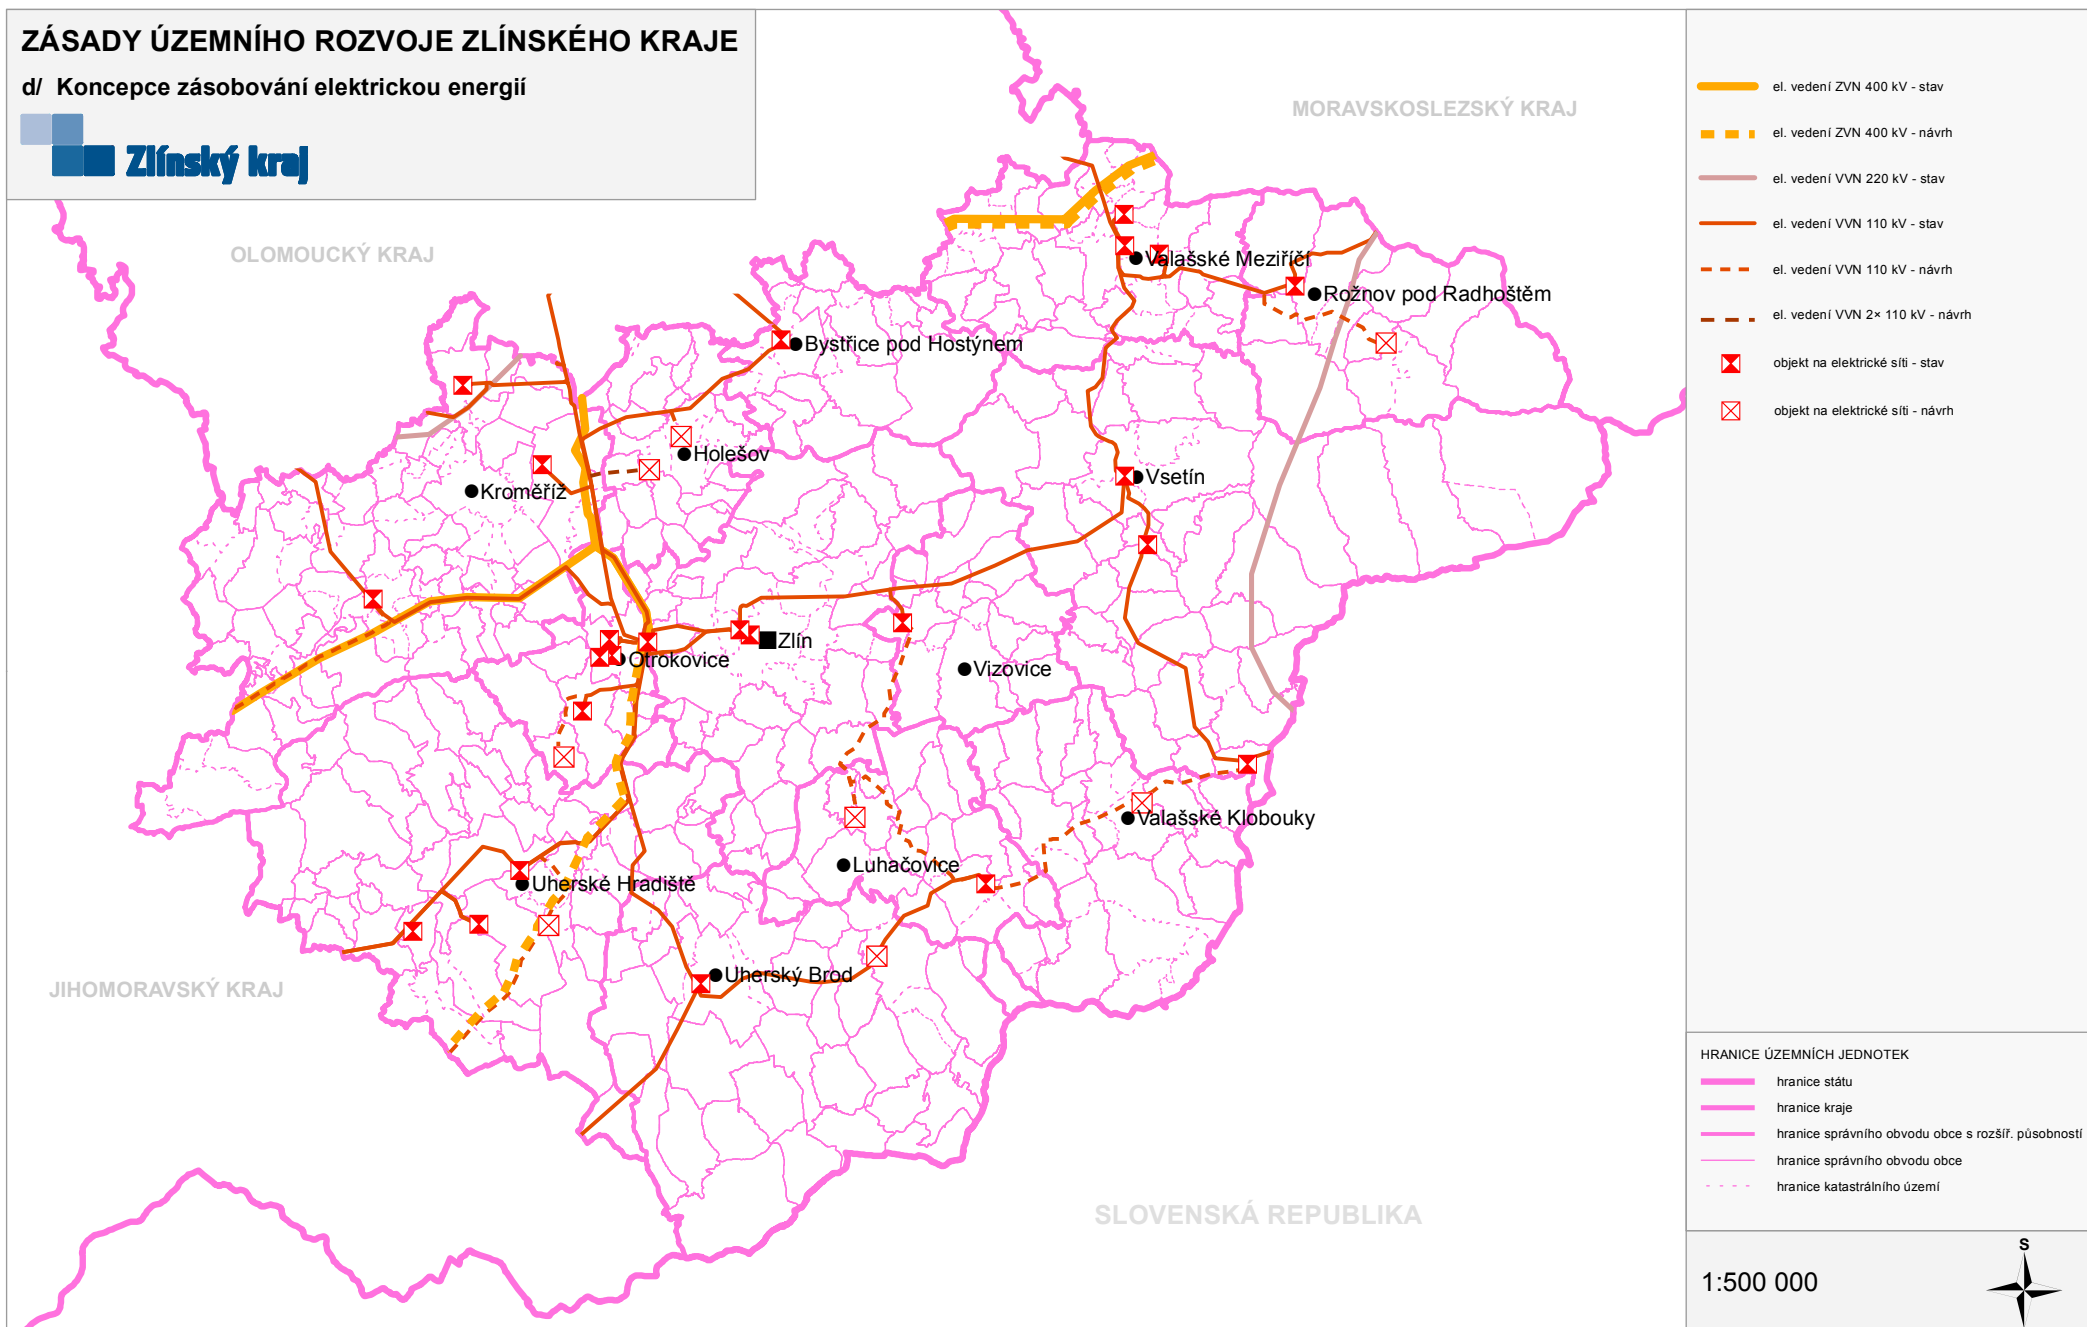 ZÁSADY ÚZEMNÍHO ROZVOJE ZLÍNSKÉHO KRAJE
d/ Koncepce zásobování elektrickou energií
Zlínský kraj
MORAVSKOSLEZSKÝ KRAJ
OLOMOUCKÝ KRAJ
Valašské Meziříčí
Rožnov pod Radhoštěm
Bystřice pod Hostýnem
Holešov
Kroměříž
Vsetín
Zlín
Otrokovice
Vizovice
Valašské Klobouky
Luhačovice
Uherské Hradiště
Uherský Brod
JIHOMORAVSKÝ KRAJ
SLOVENSKÁ REPUBLIKA
el. vedení ZVN 400 kV - stav
el. vedení ZVN 400 kV - návrh
el. vedení VVN 220 kV - stav
el. vedení VVN 110 kV - stav
el. vedení VVN 110 kV - návrh
el. vedení VVN 2× 110 kV - návrh
objekt na elektrické síti - stav
objekt na elektrické síti - návrh
HRANICE ÚZEMNÍCH JEDNOTEK
hranice státu
hranice kraje
hranice správního obvodu obce s rozšíř. působností
hranice správního obvodu obce
hranice katastrálního území
1:500 000
S